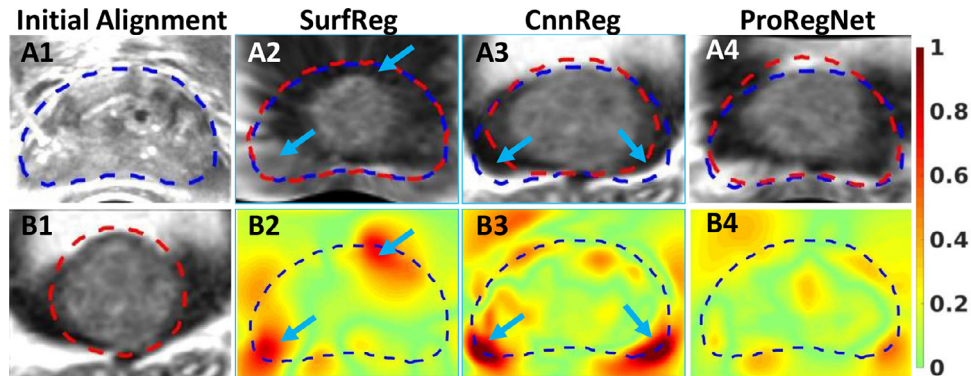 Initial Alignment SurfReg CnnReg ProRegNet
A1 A2 A3 A4 1
0.8
0.6
B1 B2 B3 B4 0.4
0.2
0